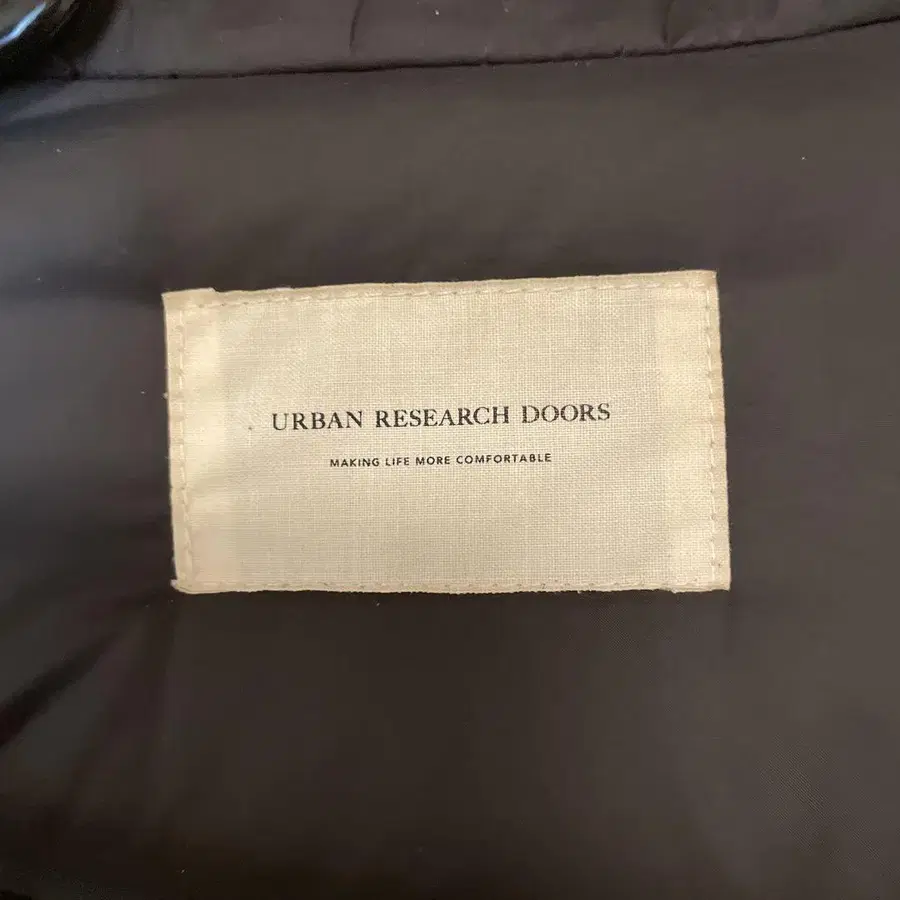 URBAN RESEARCH DOORS
MAKING LIFE MORE COMFORTABLE